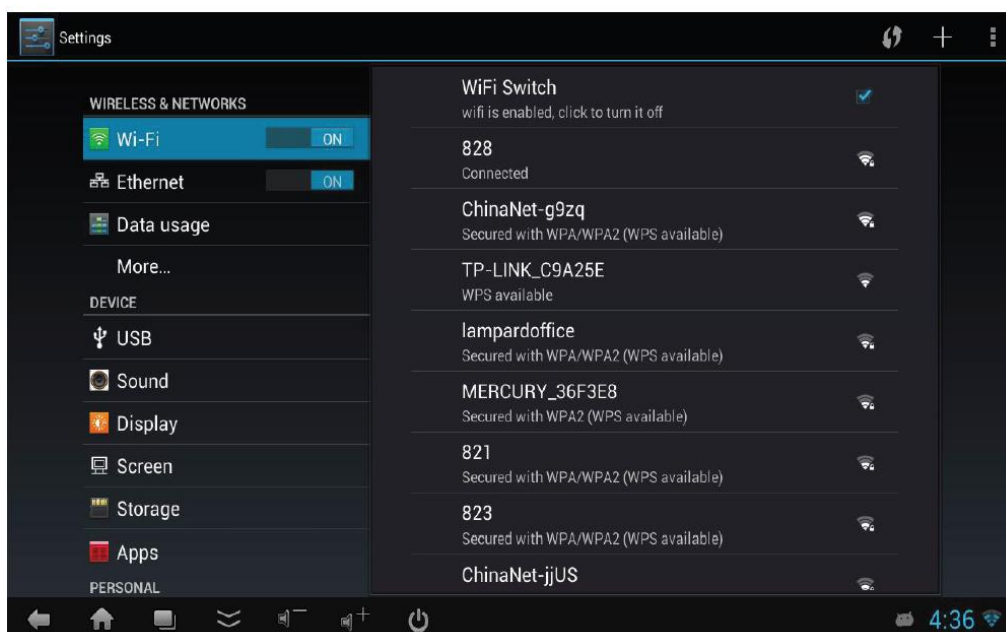 Settings
WIRELESS & NETWORKS
Wi-Fi ON
Ethernet ON
Data usage
More...
DEVICE
USB
Sound
Display
Screen
Storage
Apps
PERSONAL
WiFi Switch
wifi is enabled, click to turn it off
828
Connected
ChinaNet-g9zq
Secured with WPA/WPA2 (WPS available)
TP-LINK_C9A25E
WPS available
lampardoffice
Secured with WPA/WPA2 (WPS available)
MERCURY_36F3E8
Secured with WPA2 (WPS available)
821
Secured with WPA/WPA2 (WPS available)
823
Secured with WPA/WPA2 (WPS available)
ChinaNet-jjUS
4:36